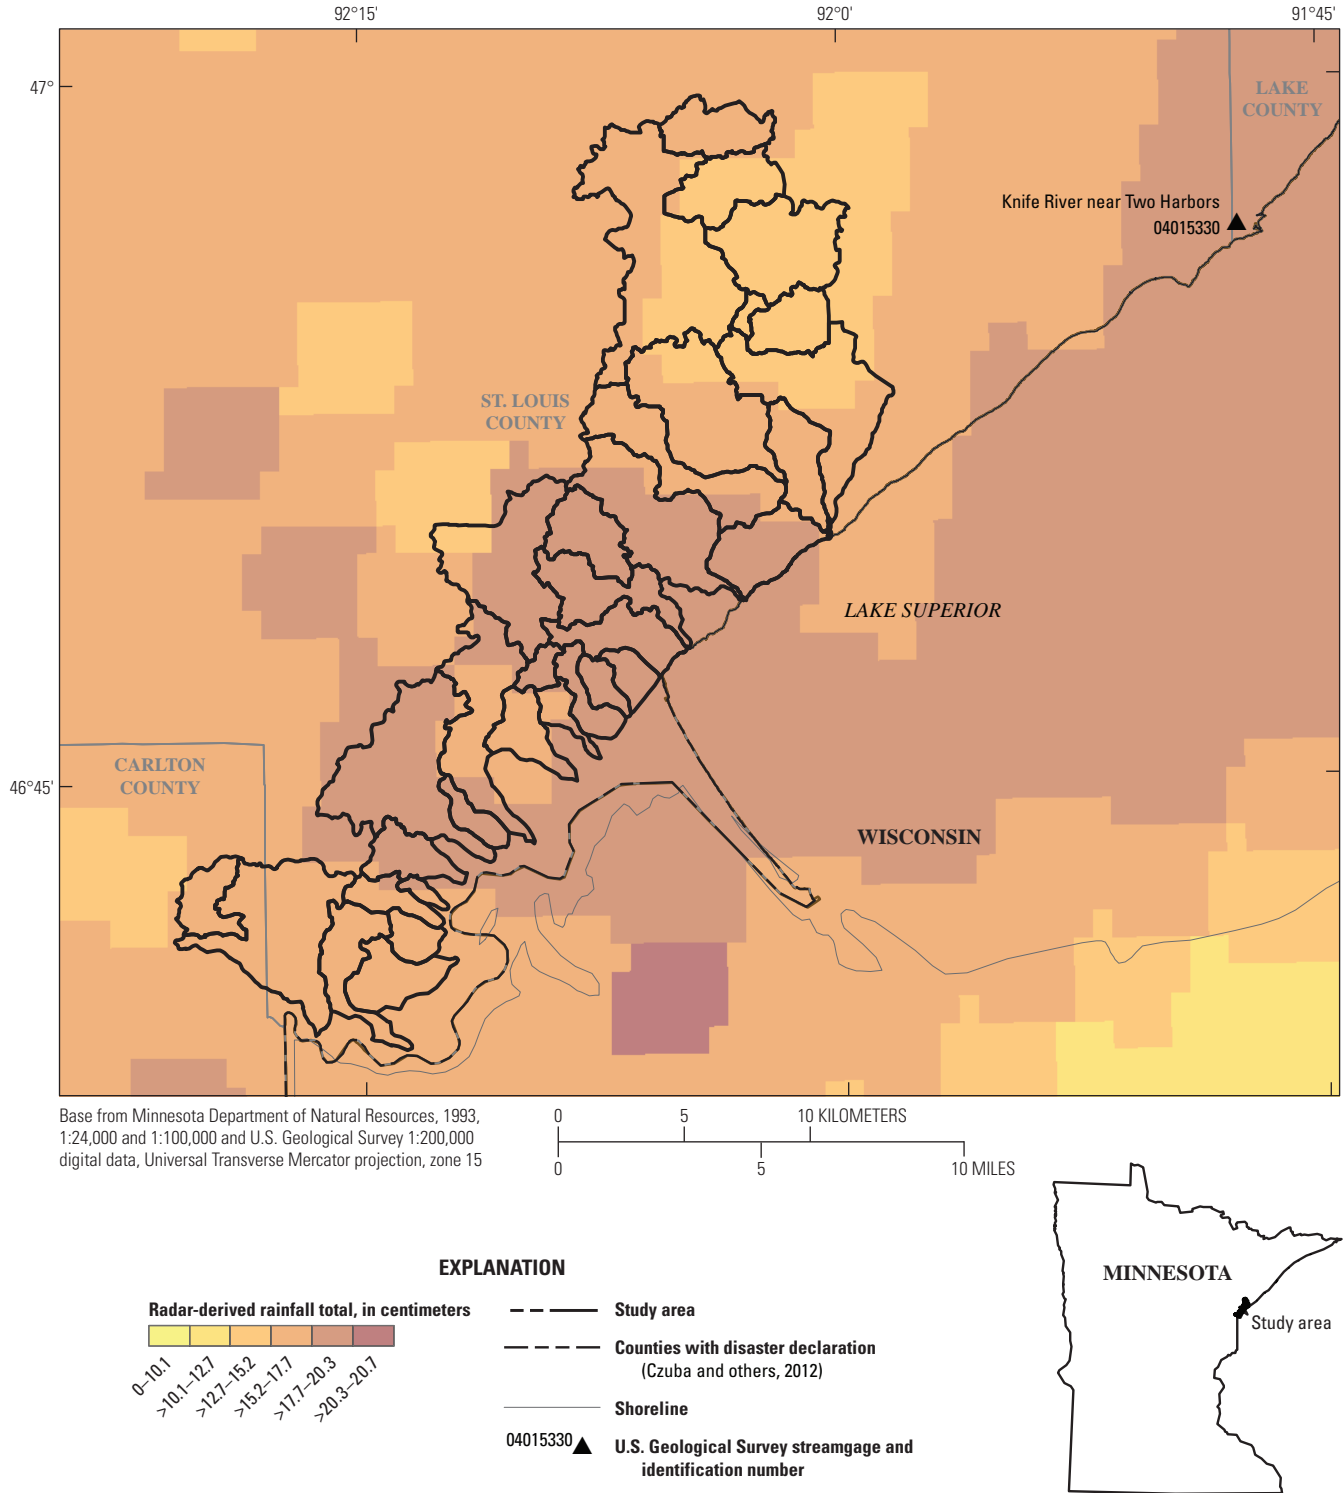 92°15'
92°0'
91°45'
47°
LAKE
COUNTY
Knife River near Two Harbors
04015330
ST. LOUIS
COUNTY
LAKE SUPERIOR
CARLTON
COUNTY
46°45'
WISCONSIN
Base from Minnesota Department of Natural Resources, 1993,
1:24,000 and 1:100,000 and U.S. Geological Survey 1:200,000
digital data, Universal Transverse Mercator projection, zone 15
0 5 10 KILOMETERS
0 5 10 MILES
MINNESOTA
Study area
EXPLANATION
Radar-derived rainfall total, in centimeters
0–10.1
>10.1–12.7
>12.7–15.2
>15.2–17.7
>17.7–20.3
>20.3–20.7
Study area
Counties with disaster declaration
(Czuba and others, 2012)
Shoreline
04015330
U.S. Geological Survey streamgage and
identification number